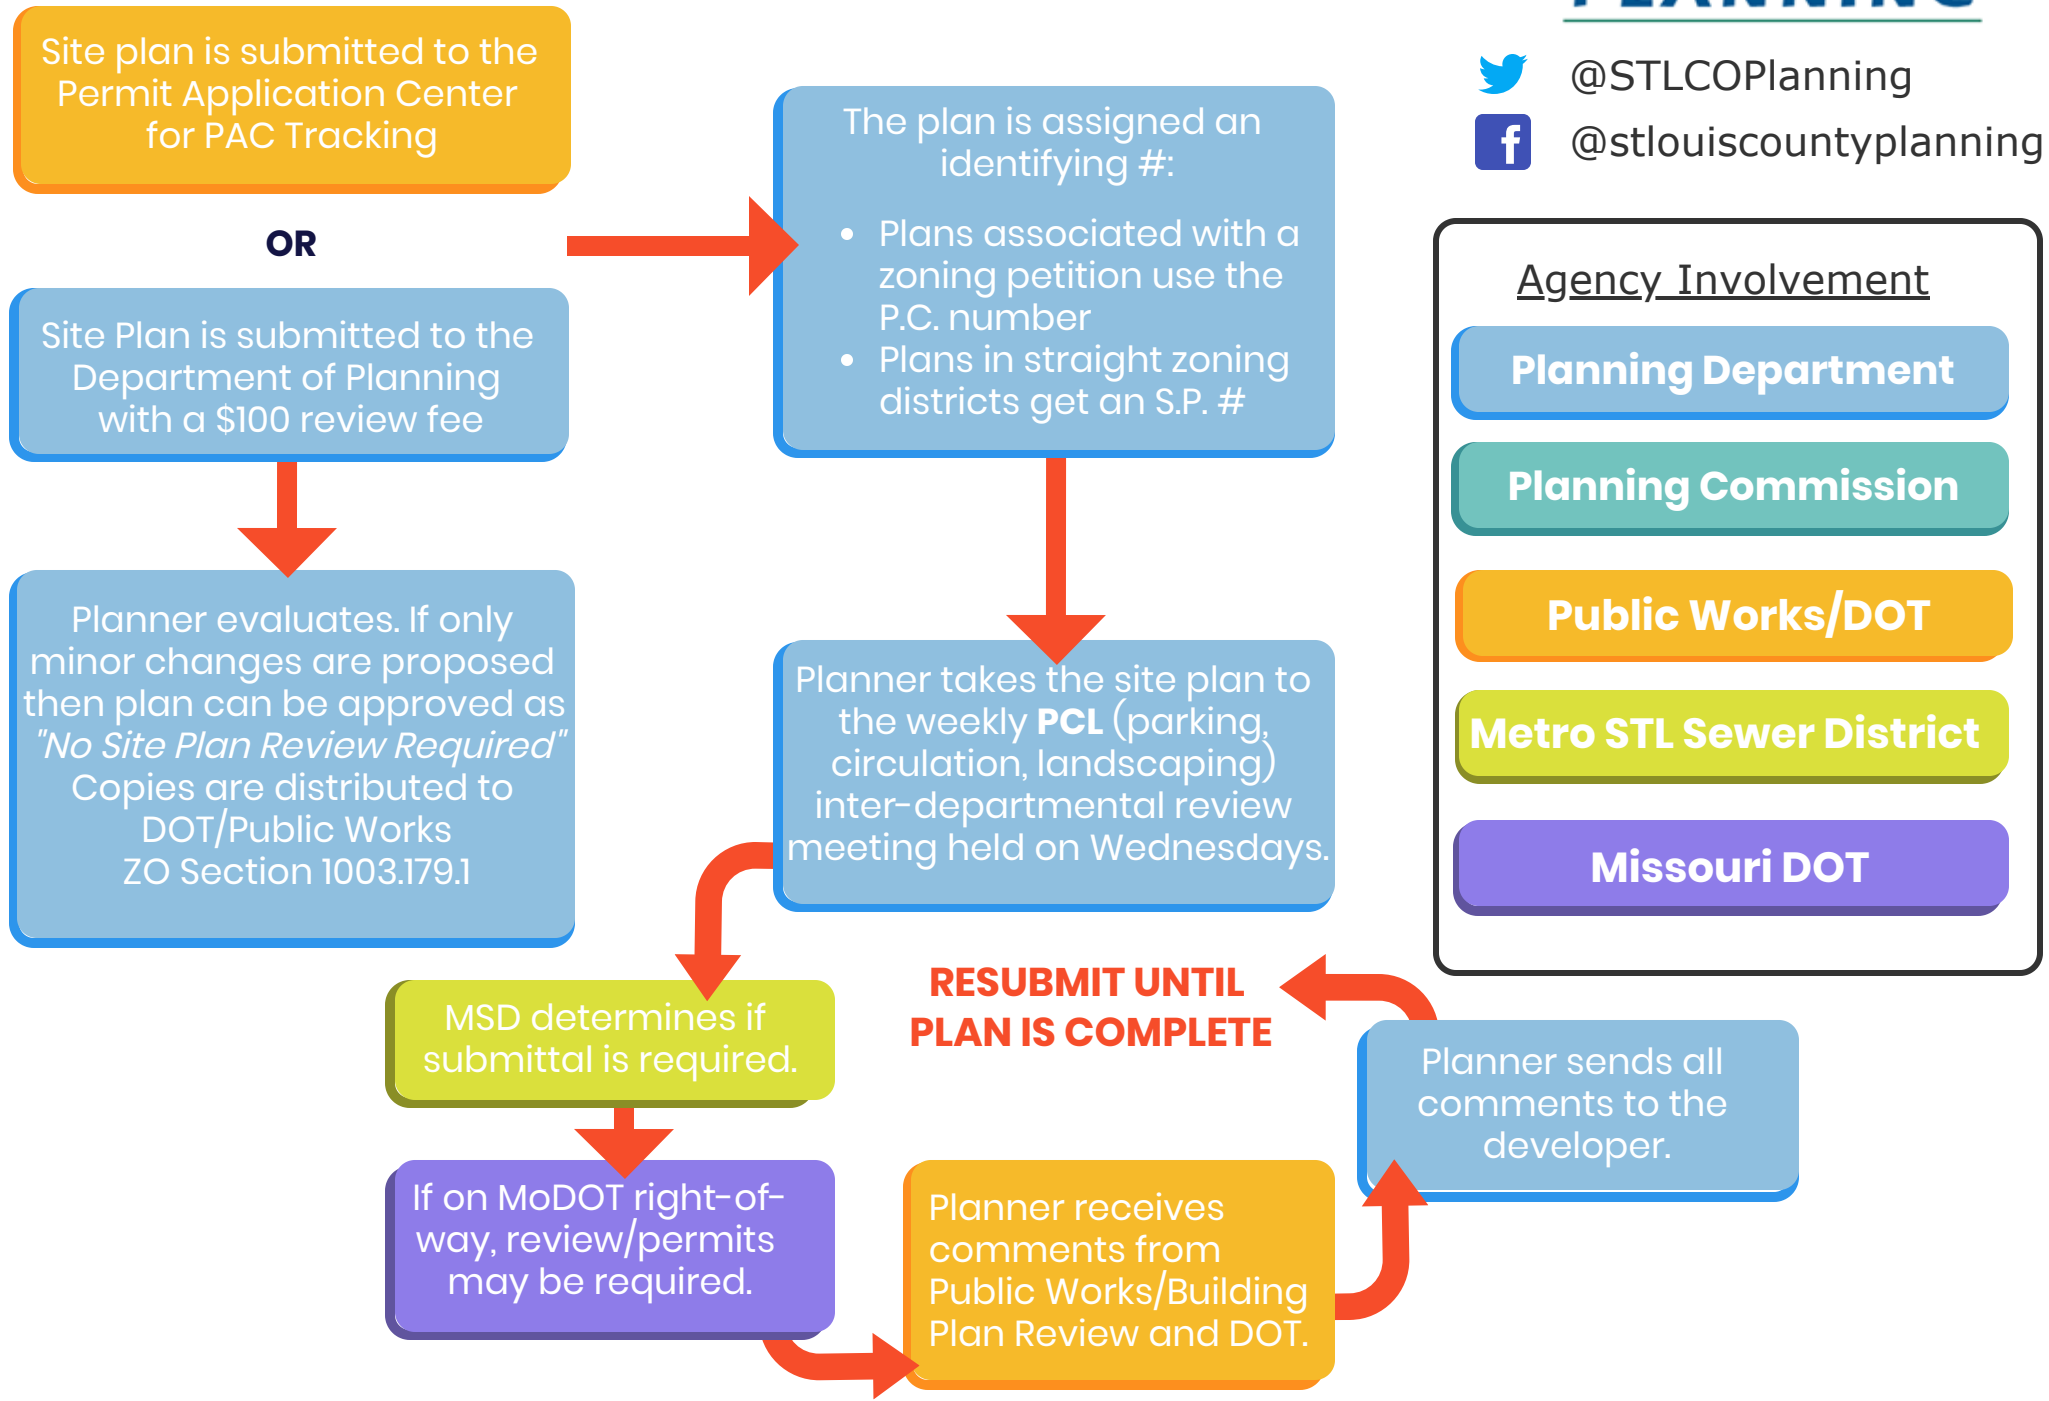 Site plan is submitted to the
Permit Application Center
for PAC Tracking
OR
Site Plan is submitted to the
Department of Planning
with a $100 review fee
Planner evaluates. If only
minor changes are proposed
then plan can be approved as
"No Site Plan Review Required"
Copies are distributed to
DOT/Public Works
ZO Section 1003.179.1
The plan is assigned an
identifying #:
• Plans associated with a
zoning petition use the
P.C. number
• Plans in straight zoning
districts get an S.P. #
Planner takes the site plan to
the weekly PCL (parking,
circulation, landscaping)
inter-departmental review
meeting held on Wednesdays.
MSD determines if
submittal is required.
If on MoDOT right-of-
way, review/permits
may be required.
Planner receives
comments from
Public Works/Building
Plan Review and DOT.
Planner sends all
comments to the
developer.
RESUBMIT UNTIL
PLAN IS COMPLETE
PLANNING
@STLCOPlanning
@stlouiscountyplanning
Agency Involvement
Planning Department
Planning Commission
Public Works/DOT
Metro STL Sewer District
Missouri DOT